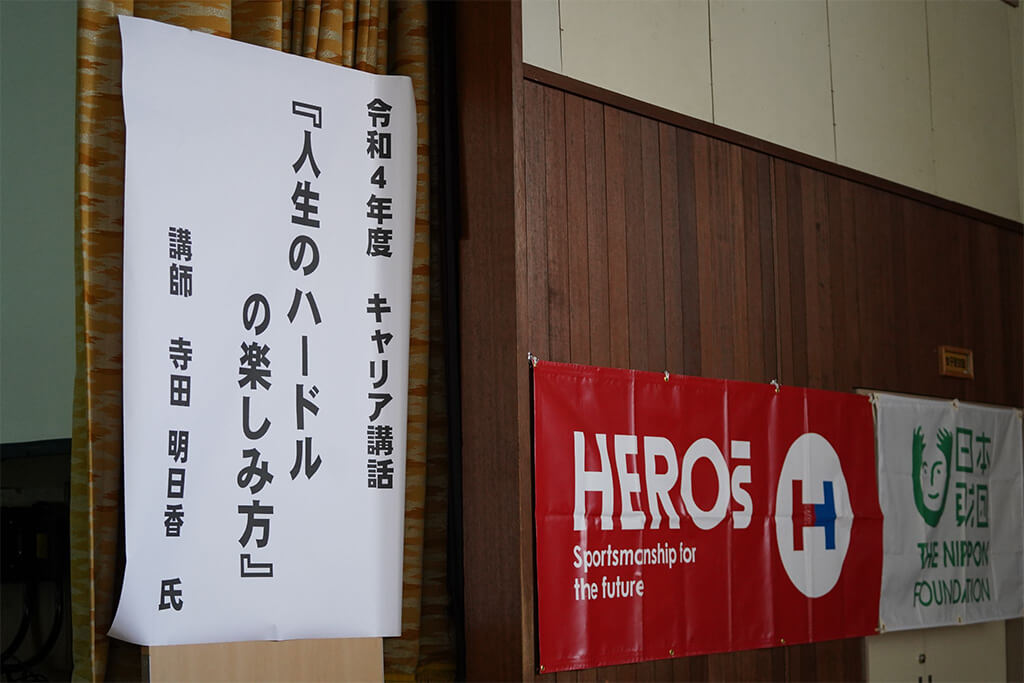 令和4年度 キャリア講話
『人生のハードル
の楽しみ方』
講師 寺田 明日香 氏
HEROs
Sportsmanship for
the future
H
日本
財団
THE NIPPON
FOUNDATION